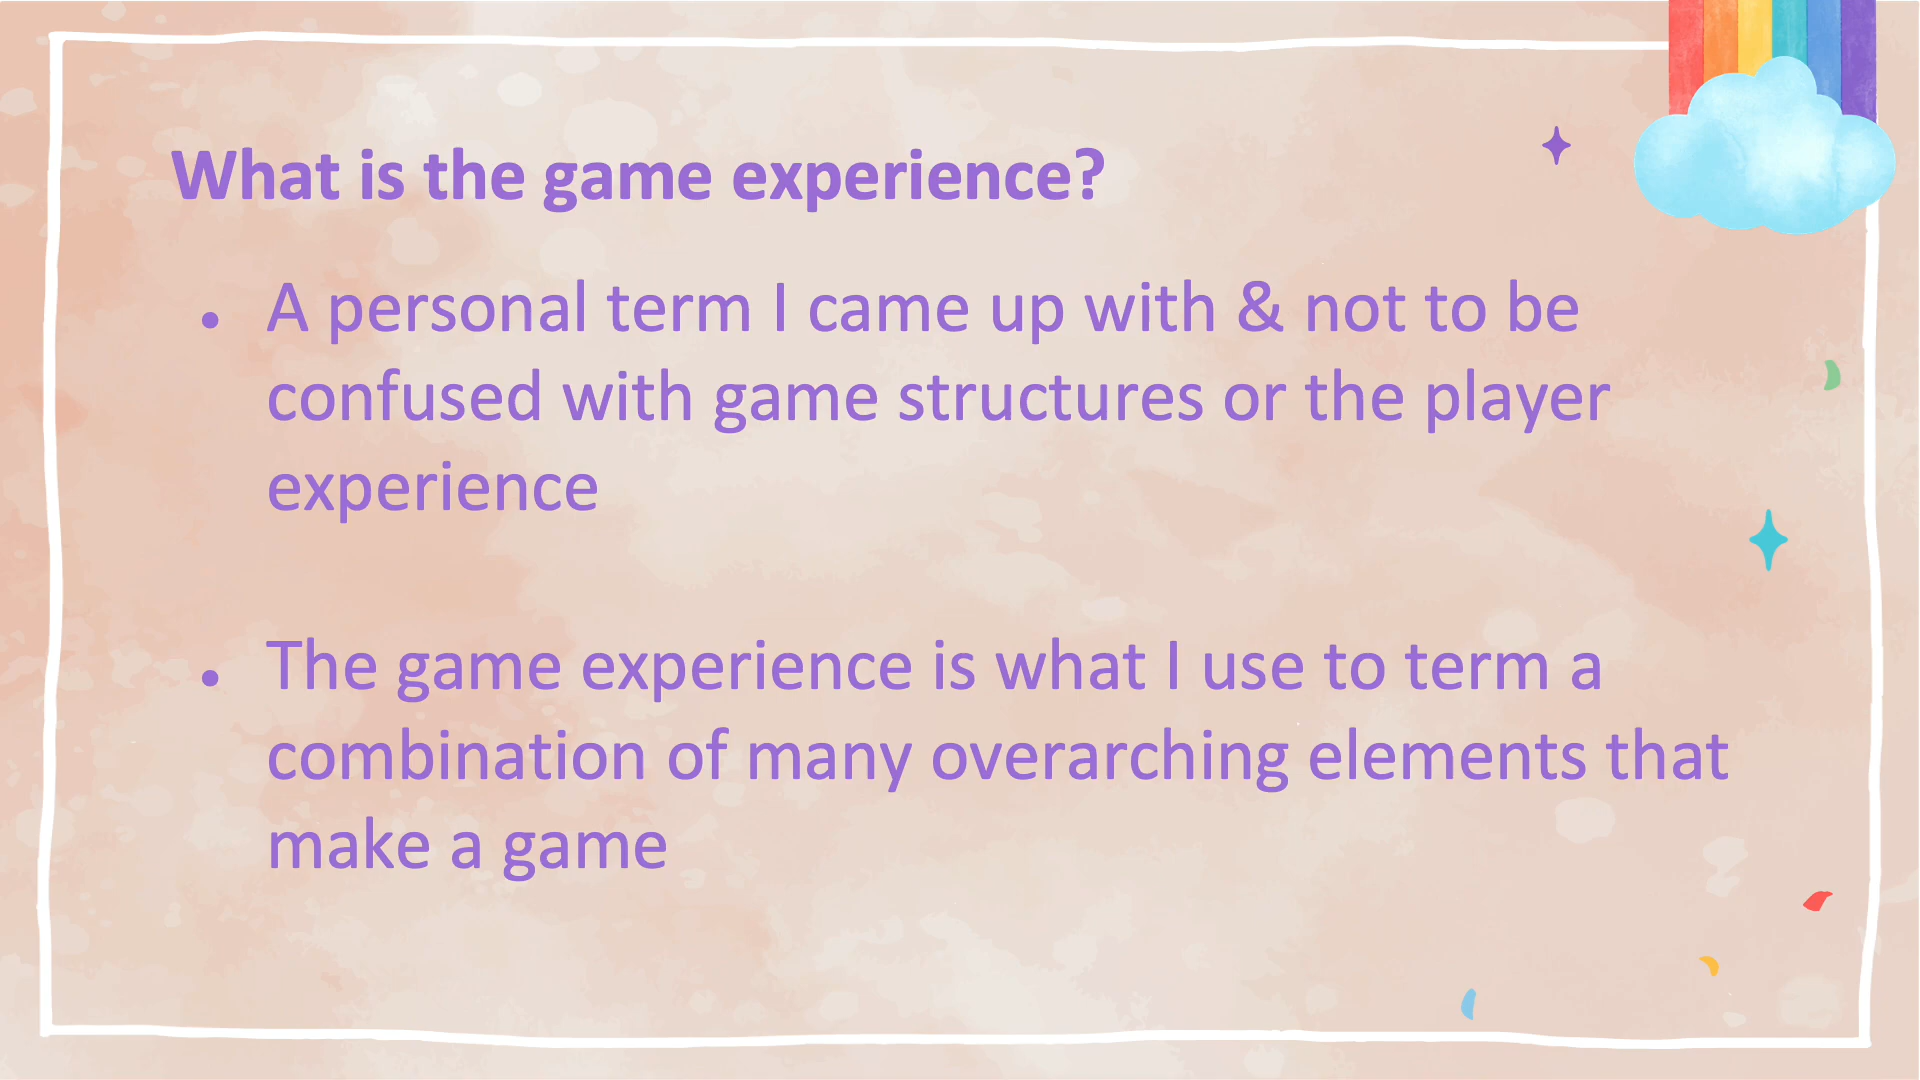 What is the game experience?
• A personal term I came up with & not to be
confused with game structures or the player
experience
• The game experience is what I use to term a
combination of many overarching elements that
make a game